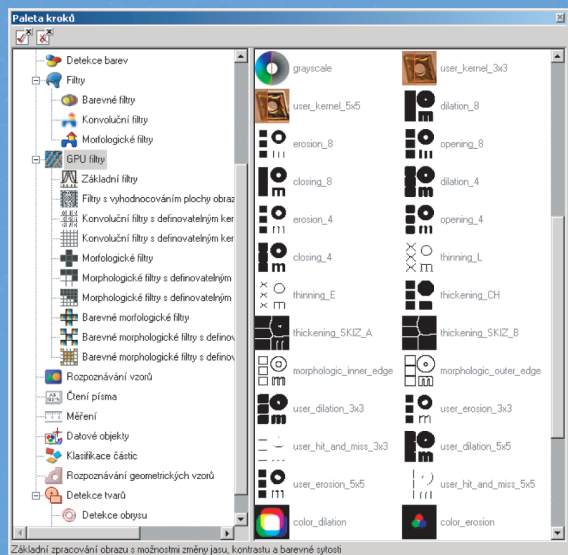 Paleta kroků
Detekce barev
Filtry
Barevné filtry
Konvoluční filtry
Morfologické filtry
GPU filtry
Základní filtry
Filtry s vyhodnocováním plochy obraz
Konvoluční filtry s definovatelným ker
Konvoluční filtry s definovatelným ker
Morfologické filtry
Morphologické filtry s definovatelným
Morphologické filtry s definovatelným
Barevné morfologické filtry
Barevné morphologické filtry s definov
Barevné morphologické filtry s definov
Rozpoznávání vzorů
Čtení písma
Měření
Datové objekty
Klasifikace částic
Rozpoznávání geometrických vzorů
Detekce tvarů
Detekce obrysu
grayscale
user_kernel_3x3
user_kernel_5x5
dilation_8
erosion_8
opening_8
closing_8
dilation_4
erosion_4
opening_4
closing_4
thinning_L
thinning_E
thickening_CH
thickening_SKIZ_A
thickening_SKIZ_B
morphologic_inner_edge
morphologic_outer_edge
user_dilation_3x3
user_erosion_3x3
user_hit_and_miss_3x3
user_dilation_5x5
user_erosion_5x5
user_hit_and_miss_5x5
color_dilation
color_erosion
Základní zpracování obrazu s možnostmi změny jasu, kontrastu a barevné sytosti